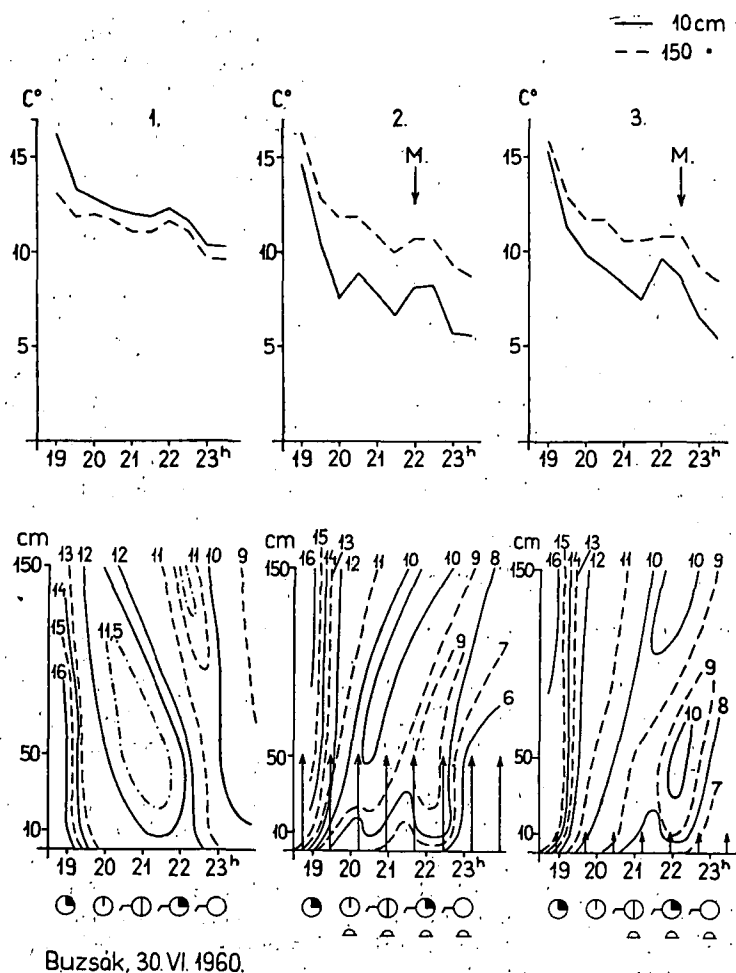 10 cm
150 "
C° 1. C° 2. C° 3.
M. M.
15 15 15
10 10 10
5 5 5
19 20 21 22 23ʰ 19 20 21 22 23ʰ 19 20 21 22 23ʰ
15 13 15 13
cm 13 12 12 11 11 10 9 cm 16 14 12 11 10 10 9 8 cm 16 14 12 11 10 10 9
150 150 150
14
15 11,5 9 7 9
16 6 10 8
50 50 50
7
10 10 10
19 20 21 22 23ʰ 19 20 21 22 23ʰ 19 20 21 22 23ʰ
Buzsák, 30.VI.1960.